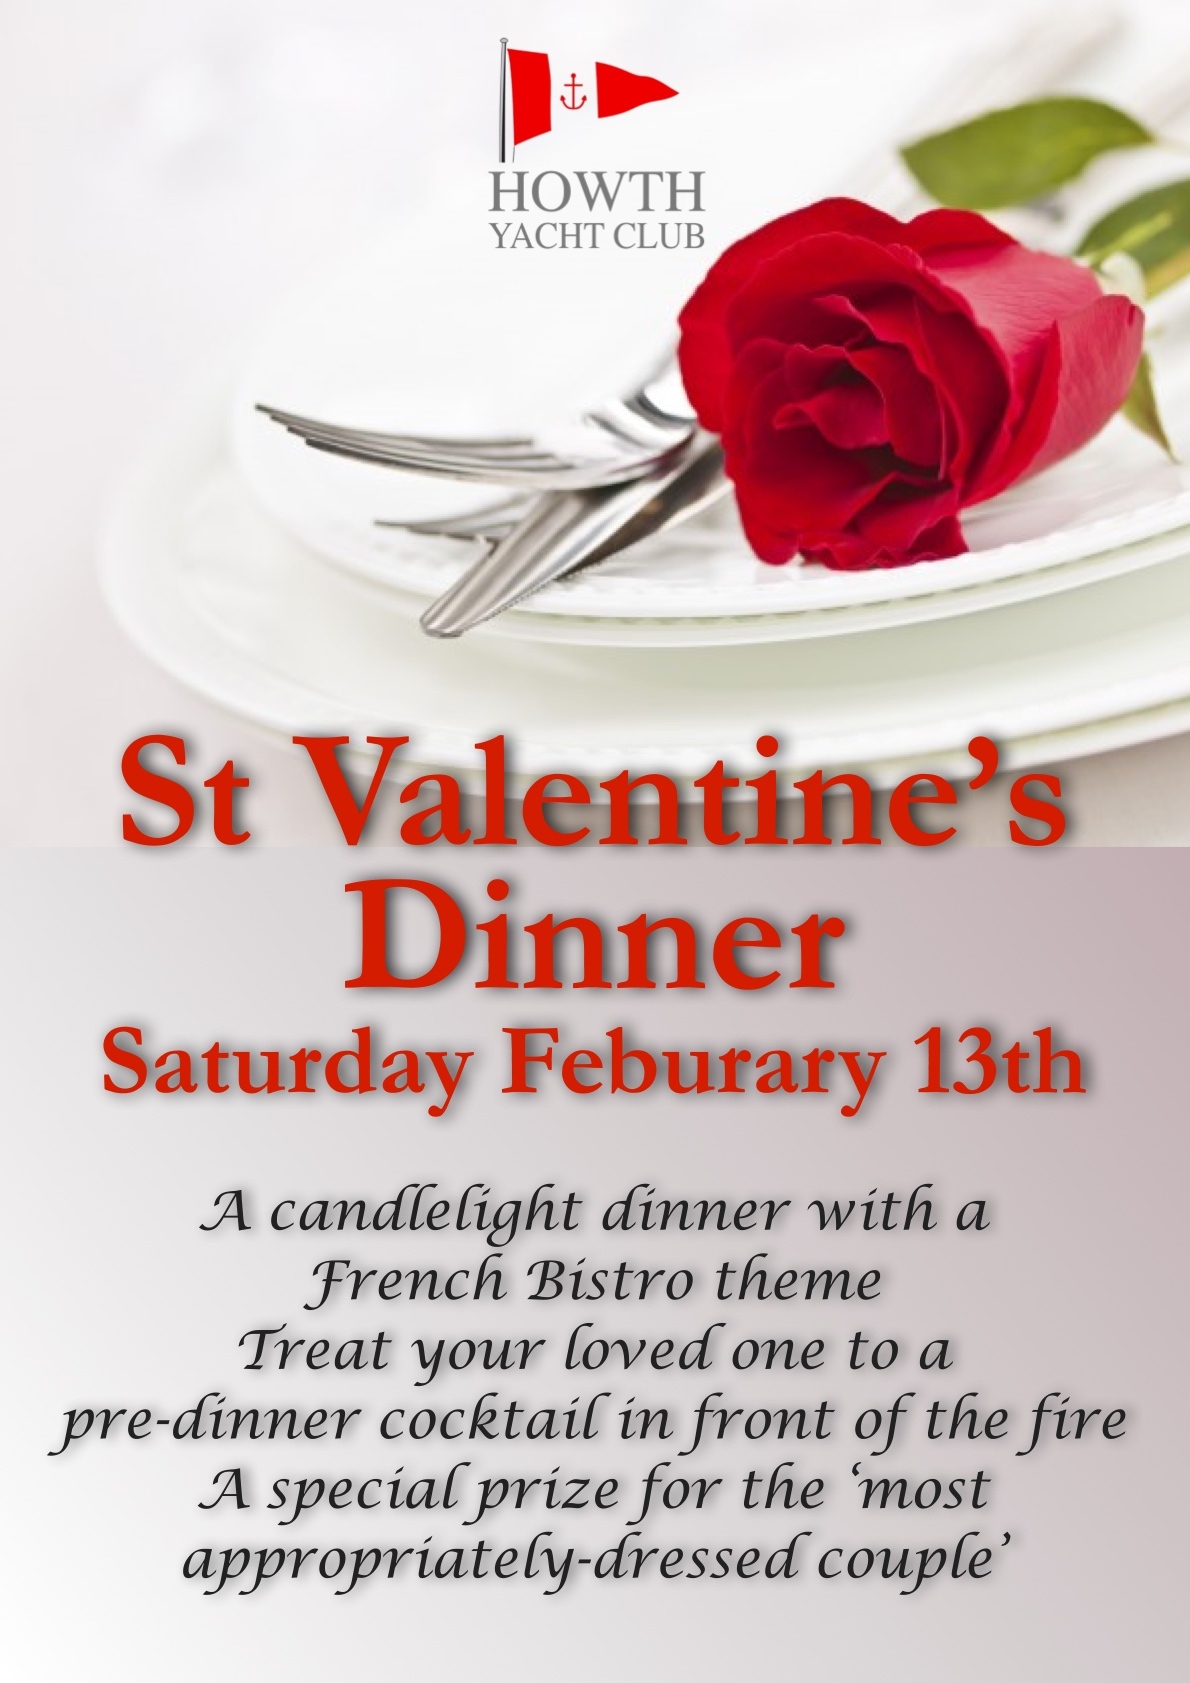 HOWTH
YACHT CLUB
St Valentine’s
Dinner
Saturday Feburary 13th
A candlelight dinner with a
French Bistro theme
Treat your loved one to a
pre-dinner cocktail in front of the fire
A special prize for the ‘most
appropriately-dressed couple’